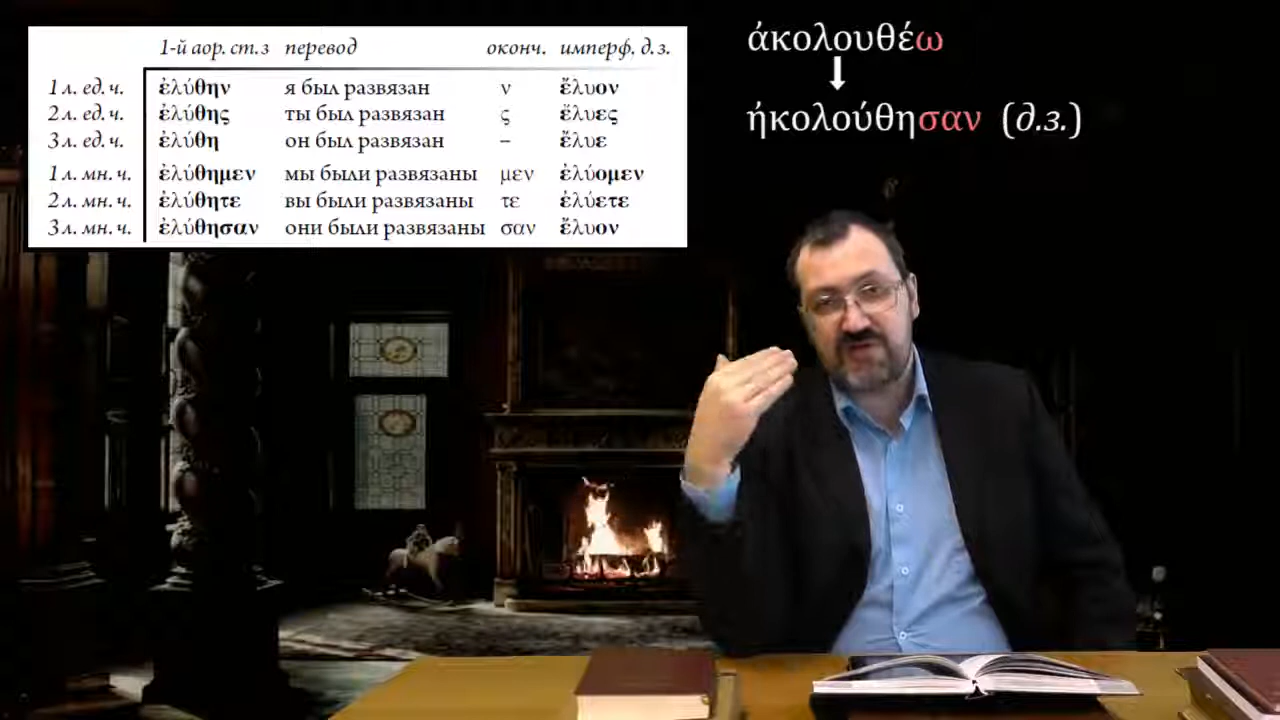 1-й аор. ст. з перевод оконч. имперф, д. з.
1 л. ед. ч. ἐλύθην я был развязан ν ἔλυον
2 л. ед. ч. ἐλύθης ты был развязан ς ἔλυες
3 л. ед. ч. ἐλύθη он был развязан – ἔλυε
1 л. мн. ч. ἐλύθημεν мы были развязаны μεν ἐλύομεν
2 л. мн. ч. ἐλύθητε вы были развязаны τε ἐλύετε
3 л. мн. ч. ἐλύθησαν они были развязаны σαν ἔλυον
ἀκολουθέω
ἠκολούθησαν (д.з.)